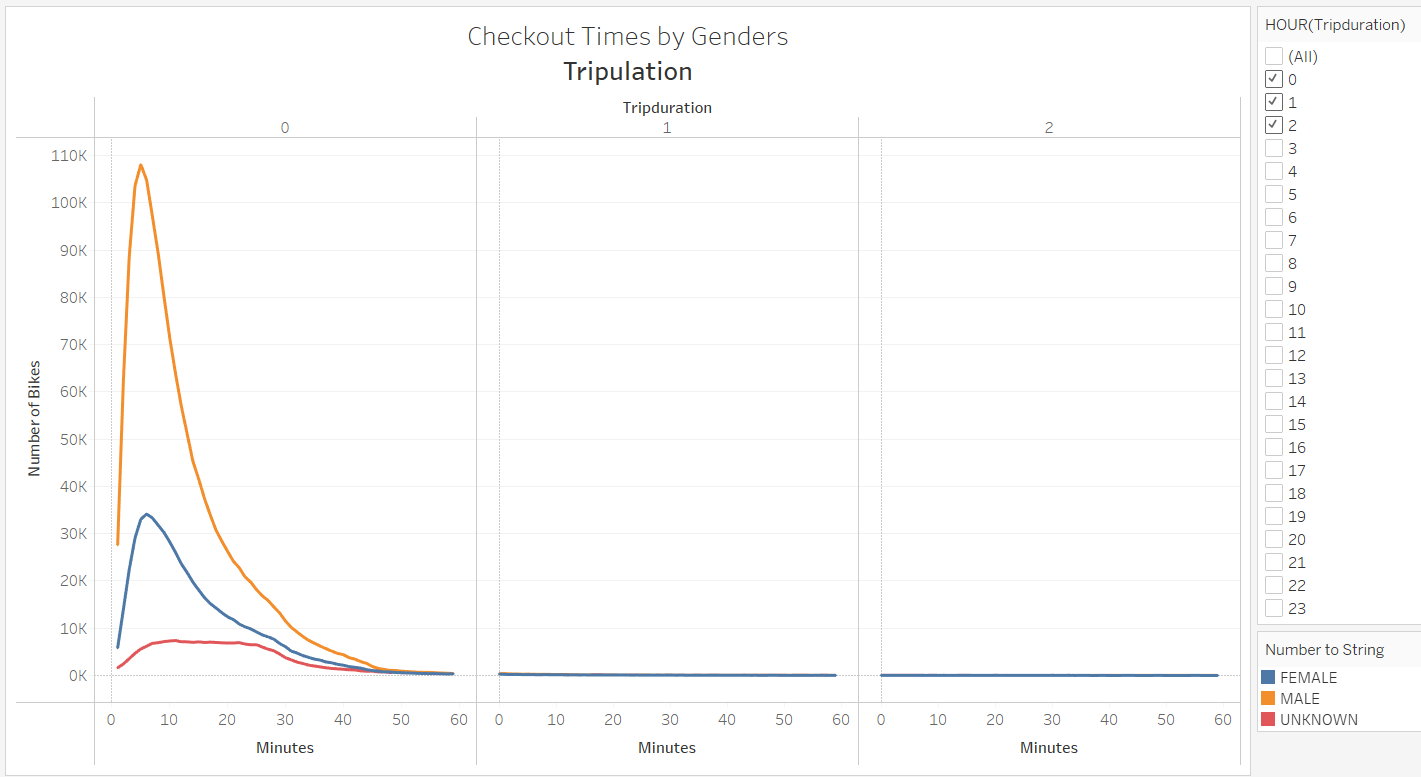 Checkout Times by Genders
Tripulation
Tripduration
0 1 2
Number of Bikes
110K
100K
90K
80K
70K
60K
50K
40K
30K
20K
10K
0K
0 10 20 30 40 50 60 0 10 20 30 40 50 60 0 10 20 30 40 50 60
Minutes Minutes Minutes
HOUR(Tripduration)
(All)
0
1
2
3
4
5
6
7
8
9
10
11
12
13
14
15
16
17
18
19
20
21
22
23
Number to String
FEMALE
MALE
UNKNOWN